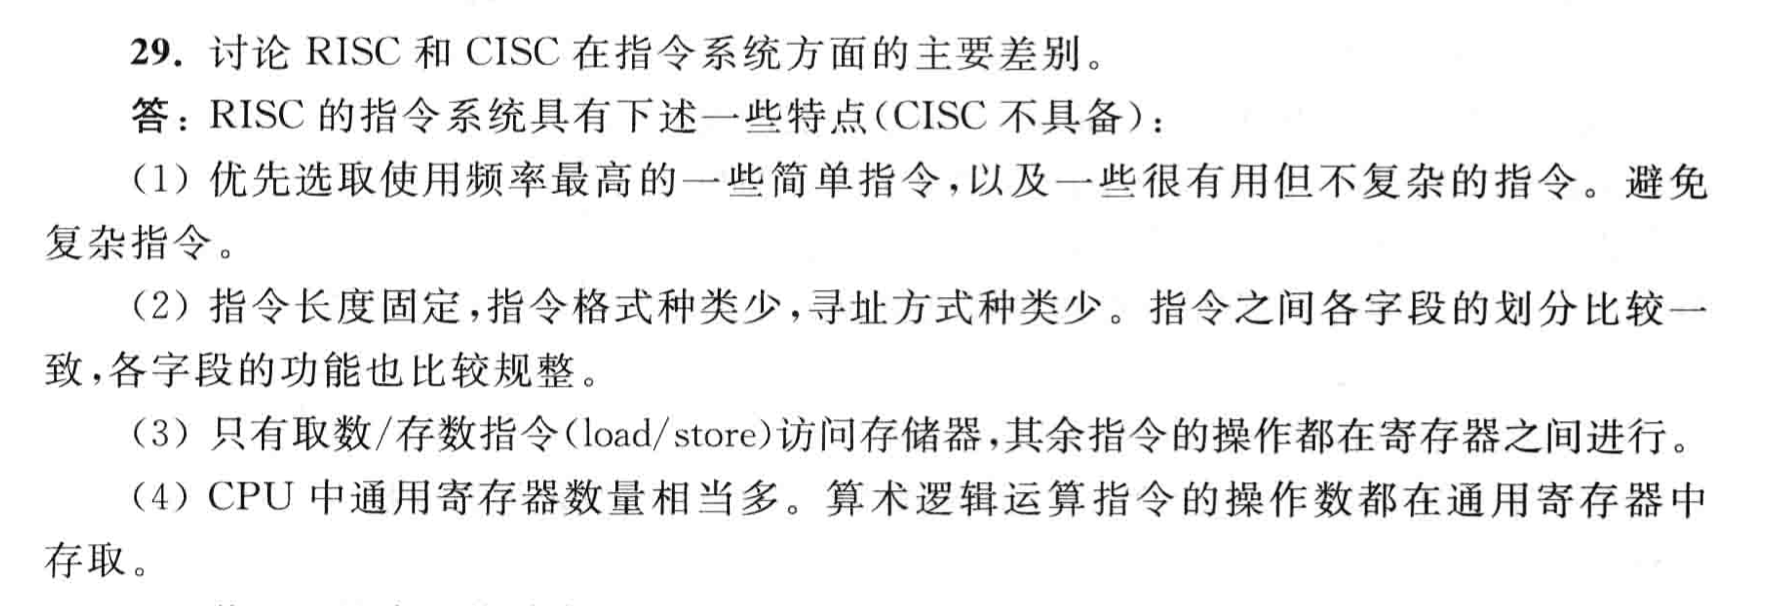 29. 讨论 RISC 和 CISC 在指令系统方面的主要差别。
答：RISC 的指令系统具有下述一些特点(CISC 不具备)：
(1) 优先选取使用频率最高的一些简单指令,以及一些很有用但不复杂的指令。避免
复杂指令。
(2) 指令长度固定,指令格式种类少,寻址方式种类少。指令之间各字段的划分比较一
致,各字段的功能也比较规整。
(3) 只有取数/存数指令(load/store)访问存储器,其余指令的操作都在寄存器之间进行。
(4) CPU 中通用寄存器数量相当多。算术逻辑运算指令的操作数都在通用寄存器中
存取。